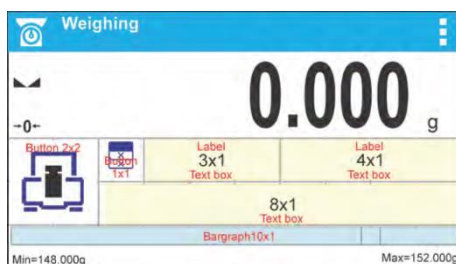 Weighing
0.000
g
→0←
Button 2x2
Button
1x1
Label
3x1
Text box
Label
4x1
Text box
8x1
Text box
Bargraph10x1
Min=148.000g
Max=152.000g